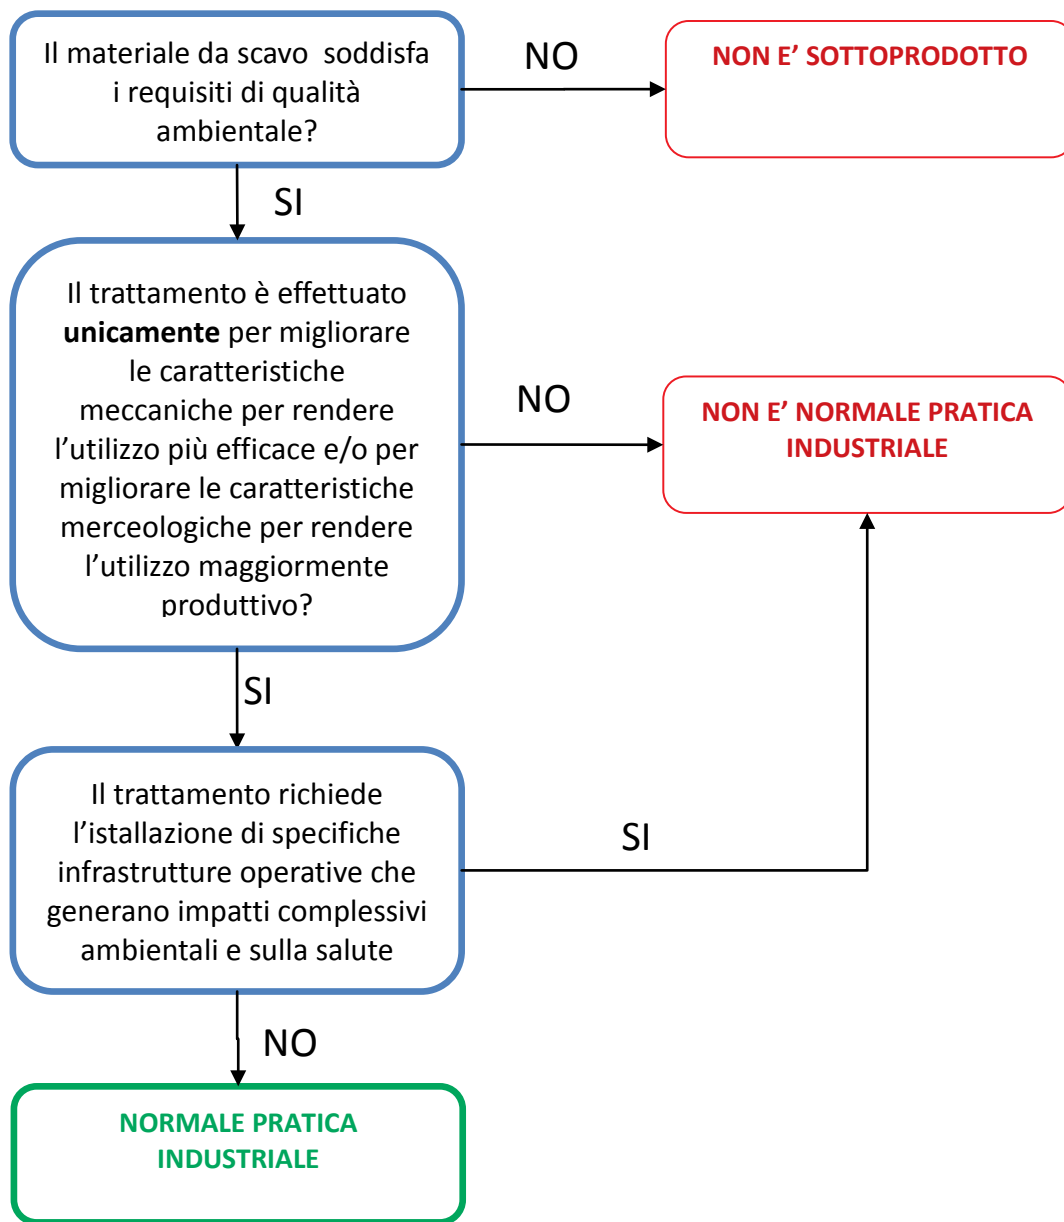 Il materiale da scavo soddisfa
i requisiti di qualità
ambientale?
NO
NON E’ SOTTOPRODOTTO
SI
Il trattamento è effettuato
unicamente per migliorare
le caratteristiche
meccaniche per rendere
l’utilizzo più efficace e/o per
migliorare le caratteristiche
merceologiche per rendere
l’utilizzo maggiormente
produttivo?
NO
NON E’ NORMALE PRATICA
INDUSTRIALE
SI
Il trattamento richiede
l’istallazione di specifiche
infrastrutture operative che
generano impatti complessivi
ambientali e sulla salute
SI
NO
NORMALE PRATICA
INDUSTRIALE